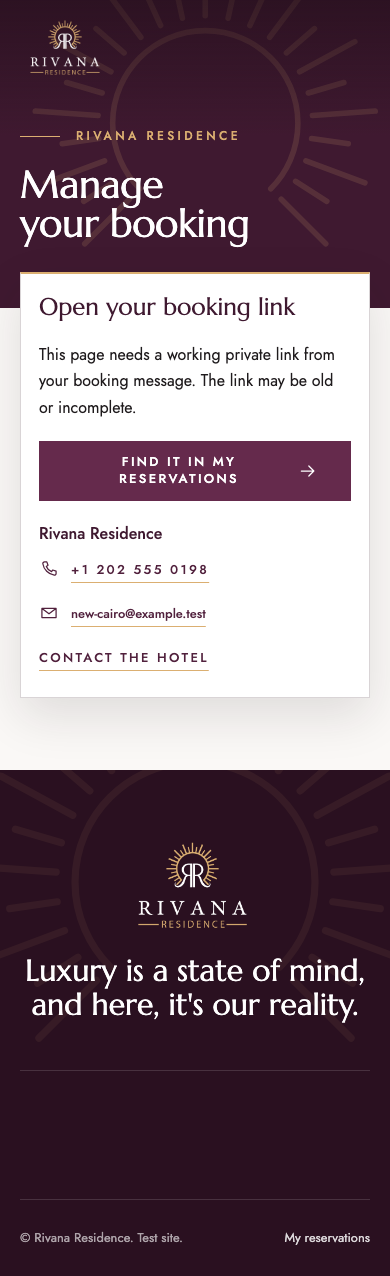 RIVANA
RESIDENCE
RIVANA RESIDENCE
Manage
your booking
Open your booking link
This page needs a working private link from
your booking message. The link may be old
or incomplete.
FIND IT IN MY
RESERVATIONS
Rivana Residence
+1 202 555 0198
new-cairo@example.test
CONTACT THE HOTEL
RIVANA
RESIDENCE
Luxury is a state of mind,
and here, it's our reality.
© Rivana Residence. Test site.
My reservations